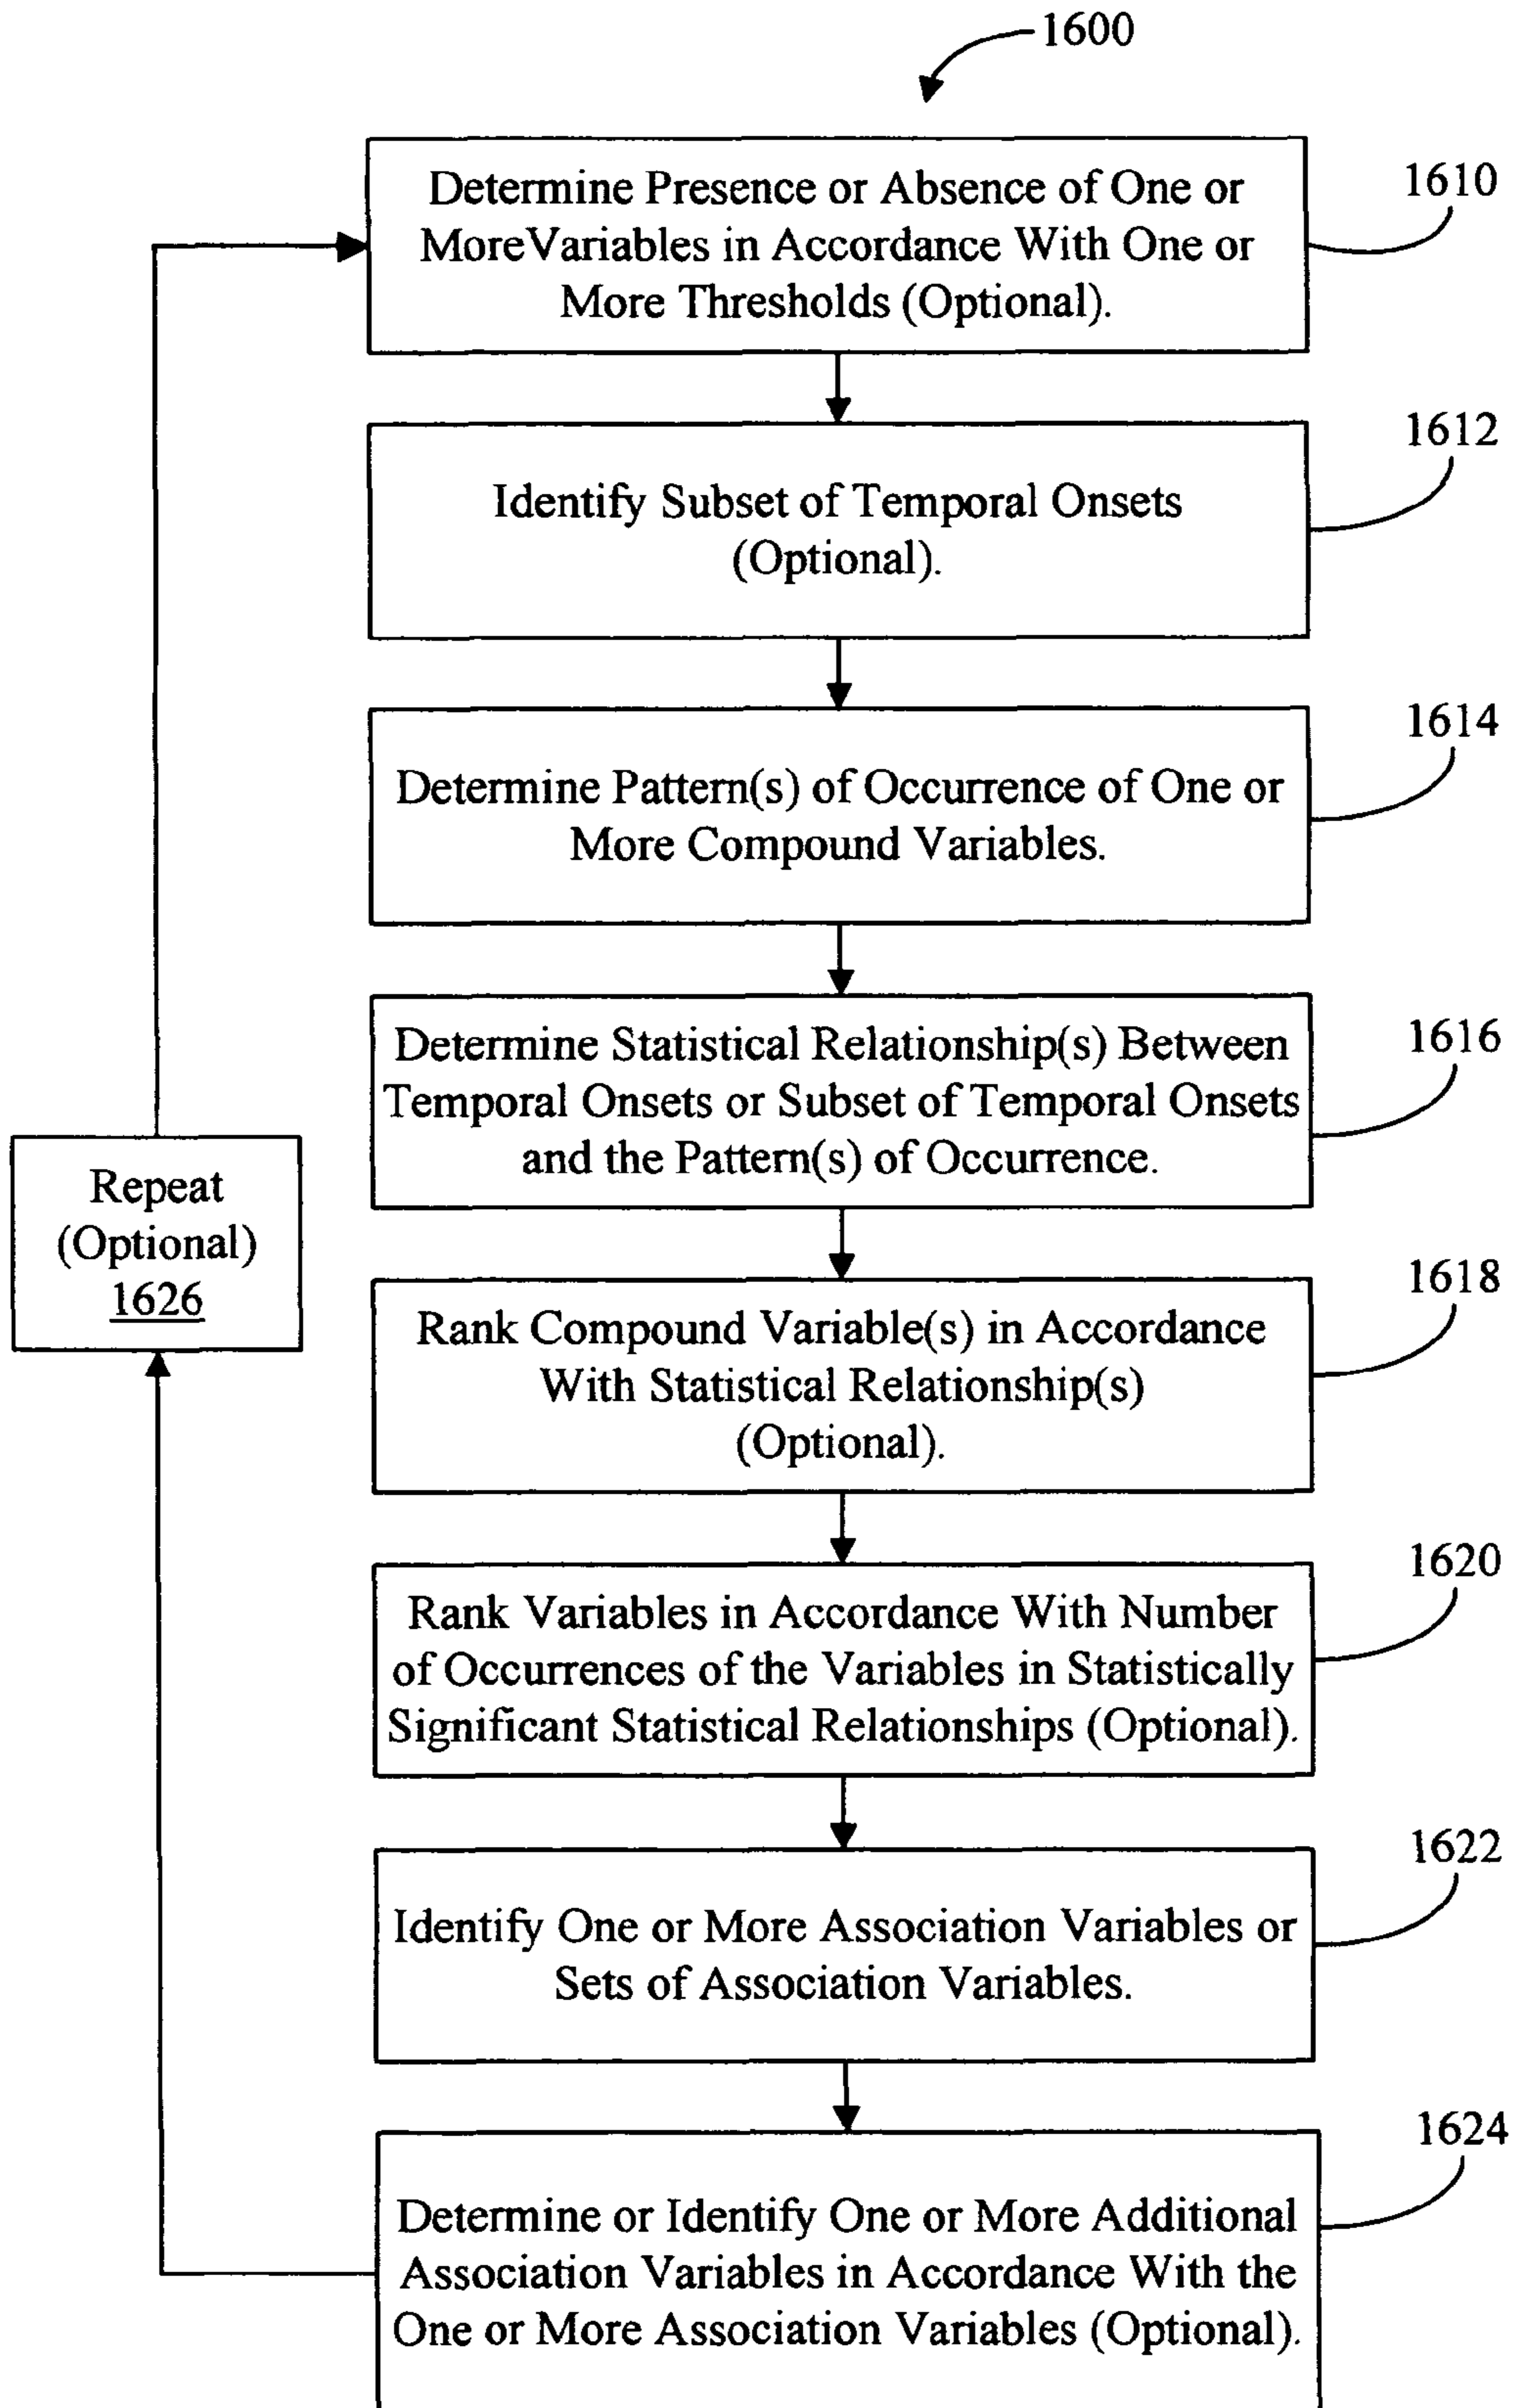 1600
Determine Presence or Absence of One or
MoreVariables in Accordance With One or
More Thresholds (Optional).
1610
Identify Subset of Temporal Onsets
(Optional).
1612
Determine Pattern(s) of Occurrence of One or
More Compound Variables.
1614
Determine Statistical Relationship(s) Between
Temporal Onsets or Subset of Temporal Onsets
and the Pattern(s) of Occurrence.
1616
Repeat
(Optional)
1626
Rank Compound Variable(s) in Accordance
With Statistical Relationship(s)
(Optional).
1618
Rank Variables in Accordance With Number
of Occurrences of the Variables in Statistically
Significant Statistical Relationships (Optional).
1620
Identify One or More Association Variables or
Sets of Association Variables.
1622
Determine or Identify One or More Additional
Association Variables in Accordance With the
One or More Association Variables (Optional).
1624